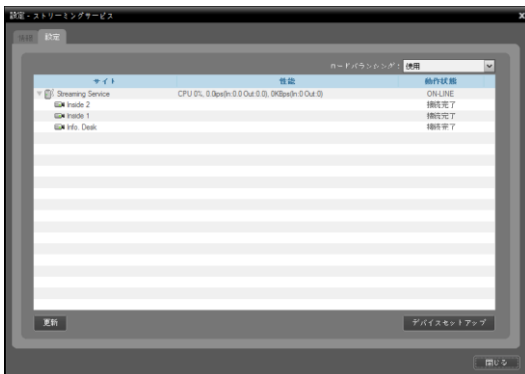 設定 - ストリーミングサービス
x
情報
設定
ロードバランシング: 使用
サイト 性能 動作状態
Streaming Service CPU 0%, 0.0ips(In:0.0 Out:0.0), 0KBps(In:0 Out:0) ON-LINE
Inside 2 接続完了
Inside 1 接続完了
Info. Desk 接続完了
更新 デバイスセットアップ
閉じる